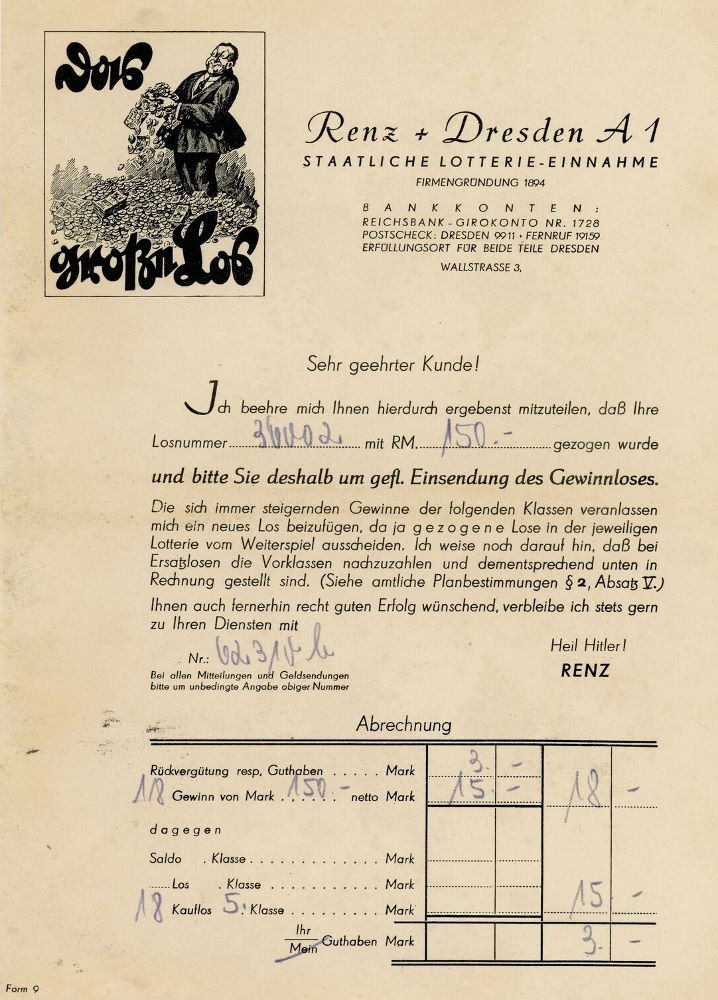 Das
große Los
Renz + Dresden A 1
STAATLICHE LOTTERIE-EINNAHME
FIRMENGRÜNDUNG 1894
BANKKONTEN:
REICHSBANK-GIROKONTO NR. 1728
POSTSCHECK: DRESDEN 9911 • FERNRUF 19159
ERFÜLLUNGSORT FÜR BEIDE TEILE DRESDEN
WALLSTRASSE 3,
Sehr geehrter Kunde!
Ich beehre mich Ihnen hierdurch ergebenst mitzuteilen, daß Ihre
Losnummer mit RM. 150.- gezogen wurde
und bitte Sie deshalb um gefl. Einsendung des Gewinnloses.
Die sich immer steigernden Gewinne der folgenden Klassen veranlassen
mich ein neues Los beizufügen, da ja gezogene Lose in der jeweiligen
Lotterie vom Weiterspiel ausscheiden. Ich weise noch darauf hin, daß bei
Ersatzlosen die Vorklassen nachzuzahlen und dementsprechend unten in
Rechnung gestellt sind. (Siehe amtliche Planbestimmungen § 2, Absatz V.)
Ihnen auch fernerhin recht guten Erfolg wünschend, verbleibe ich stets gern
zu Ihren Diensten mit
Heil Hitler!
Nr.:
RENZ
Bei allen Mitteilungen und Geldsendungen
bitte um unbedingte Angabe obiger Nummer
Abrechnung
Rückvergütung resp, Guthaben ..... Mark 3. -
1/8 Gewinn von Mark 150.- netto Mark 15. - 18 -
dagegen
Saldo . Klasse ............ Mark
..... Los . Klasse .......... Mark 15. -
1/8 Kauflos 5. Klasse ......... Mark
Ihr
Mein Guthaben Mark 3. -
Form 9